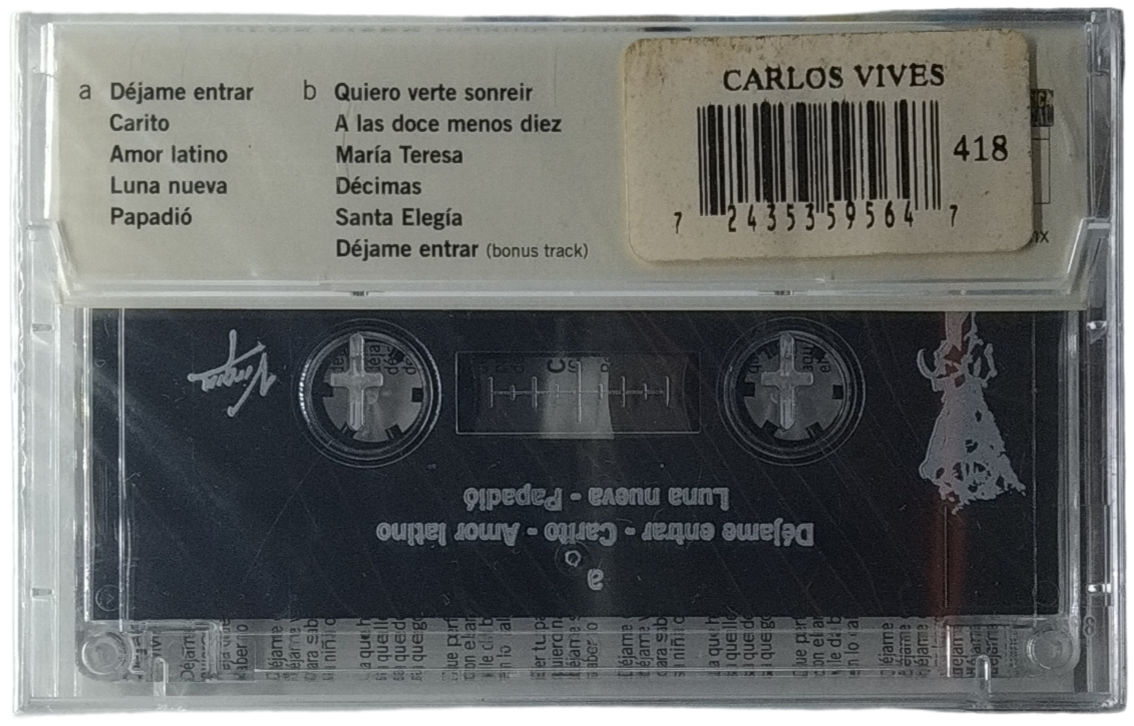 a Déjame entrar
Carito
Amor latino
Luna nueva
Papadió
b Quiero verte sonreir
A las doce menos diez
María Teresa
Décimas
Santa Elegía
Déjame entrar (bonus track)
CARLOS VIVES
418
7 24353 59564 7
Virgin
a
Déjame entrar - Carito - Amor latino
Luna nueva - Papadió